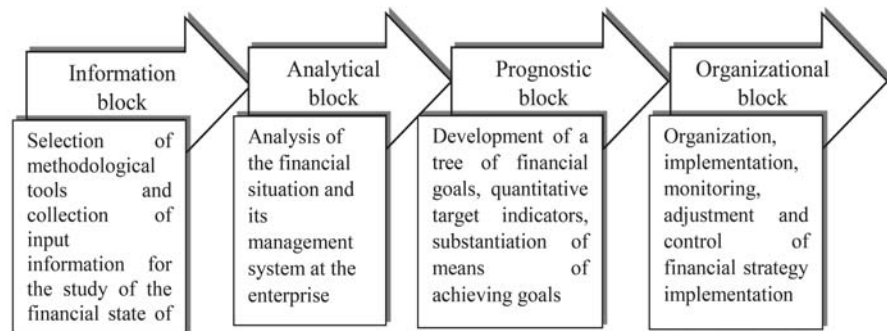 Information
block
Analytical
block
Prognostic
block
Organizational
block
Selection of
methodological
tools and
collection of
input
information for
the study of the
financial state of
Analysis of
the financial
situation and
its
management
system at the
enterprise
Development of a
tree of financial
goals, quantitative
target indicators,
substantiation of
means of
achieving goals
Organization,
implementation,
monitoring,
adjustment and
control of
financial strategy
implementation